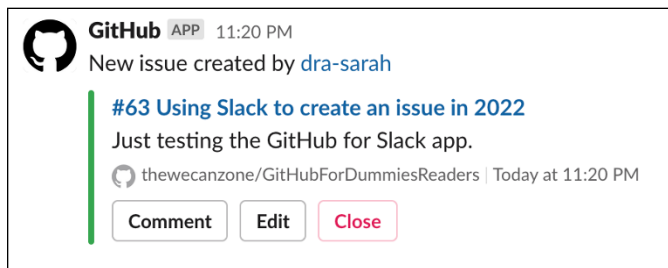 GitHub APP 11:20 PM
New issue created by dra-sarah
#63 Using Slack to create an issue in 2022
Just testing the GitHub for Slack app.
thewecanzone/GitHubForDummiesReaders | Today at 11:20 PM
Comment Edit Close